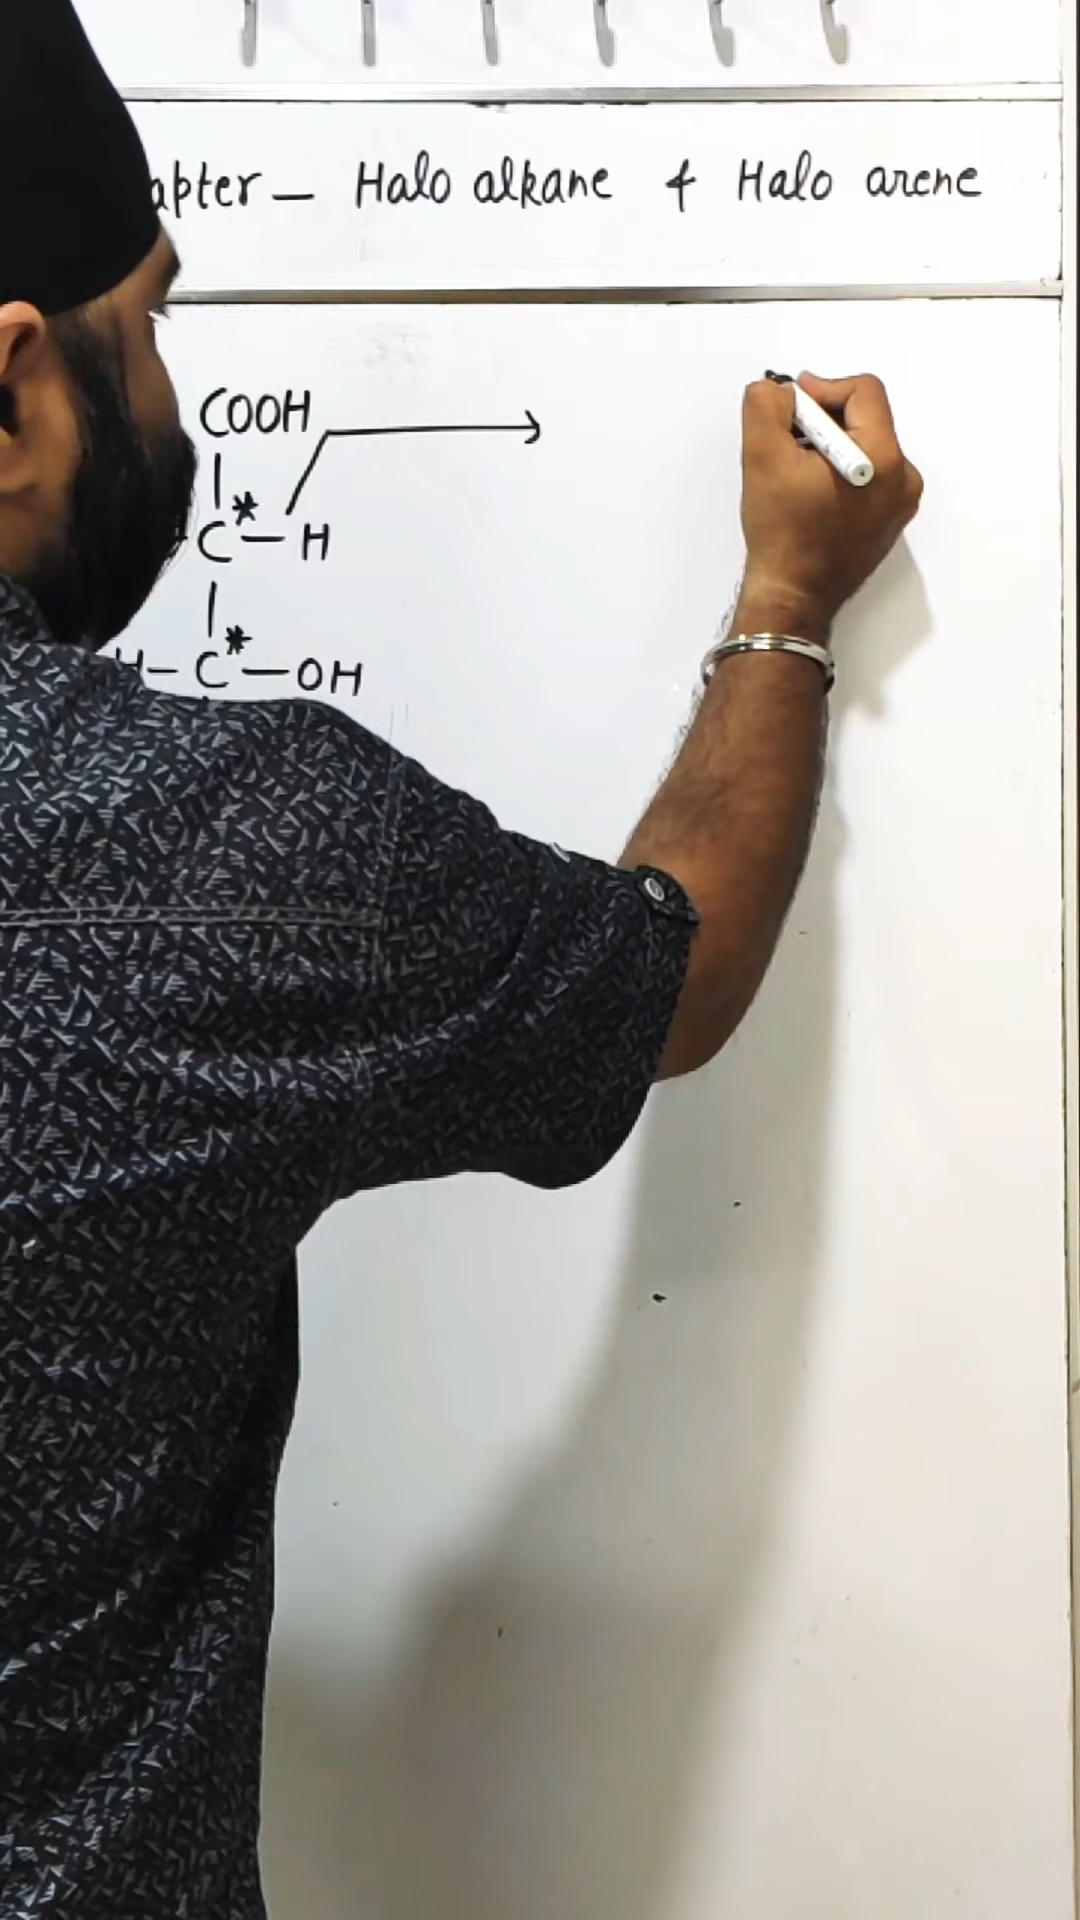 apter — Halo alkane & Halo arene
COOH
C* — H
H — C* — OH